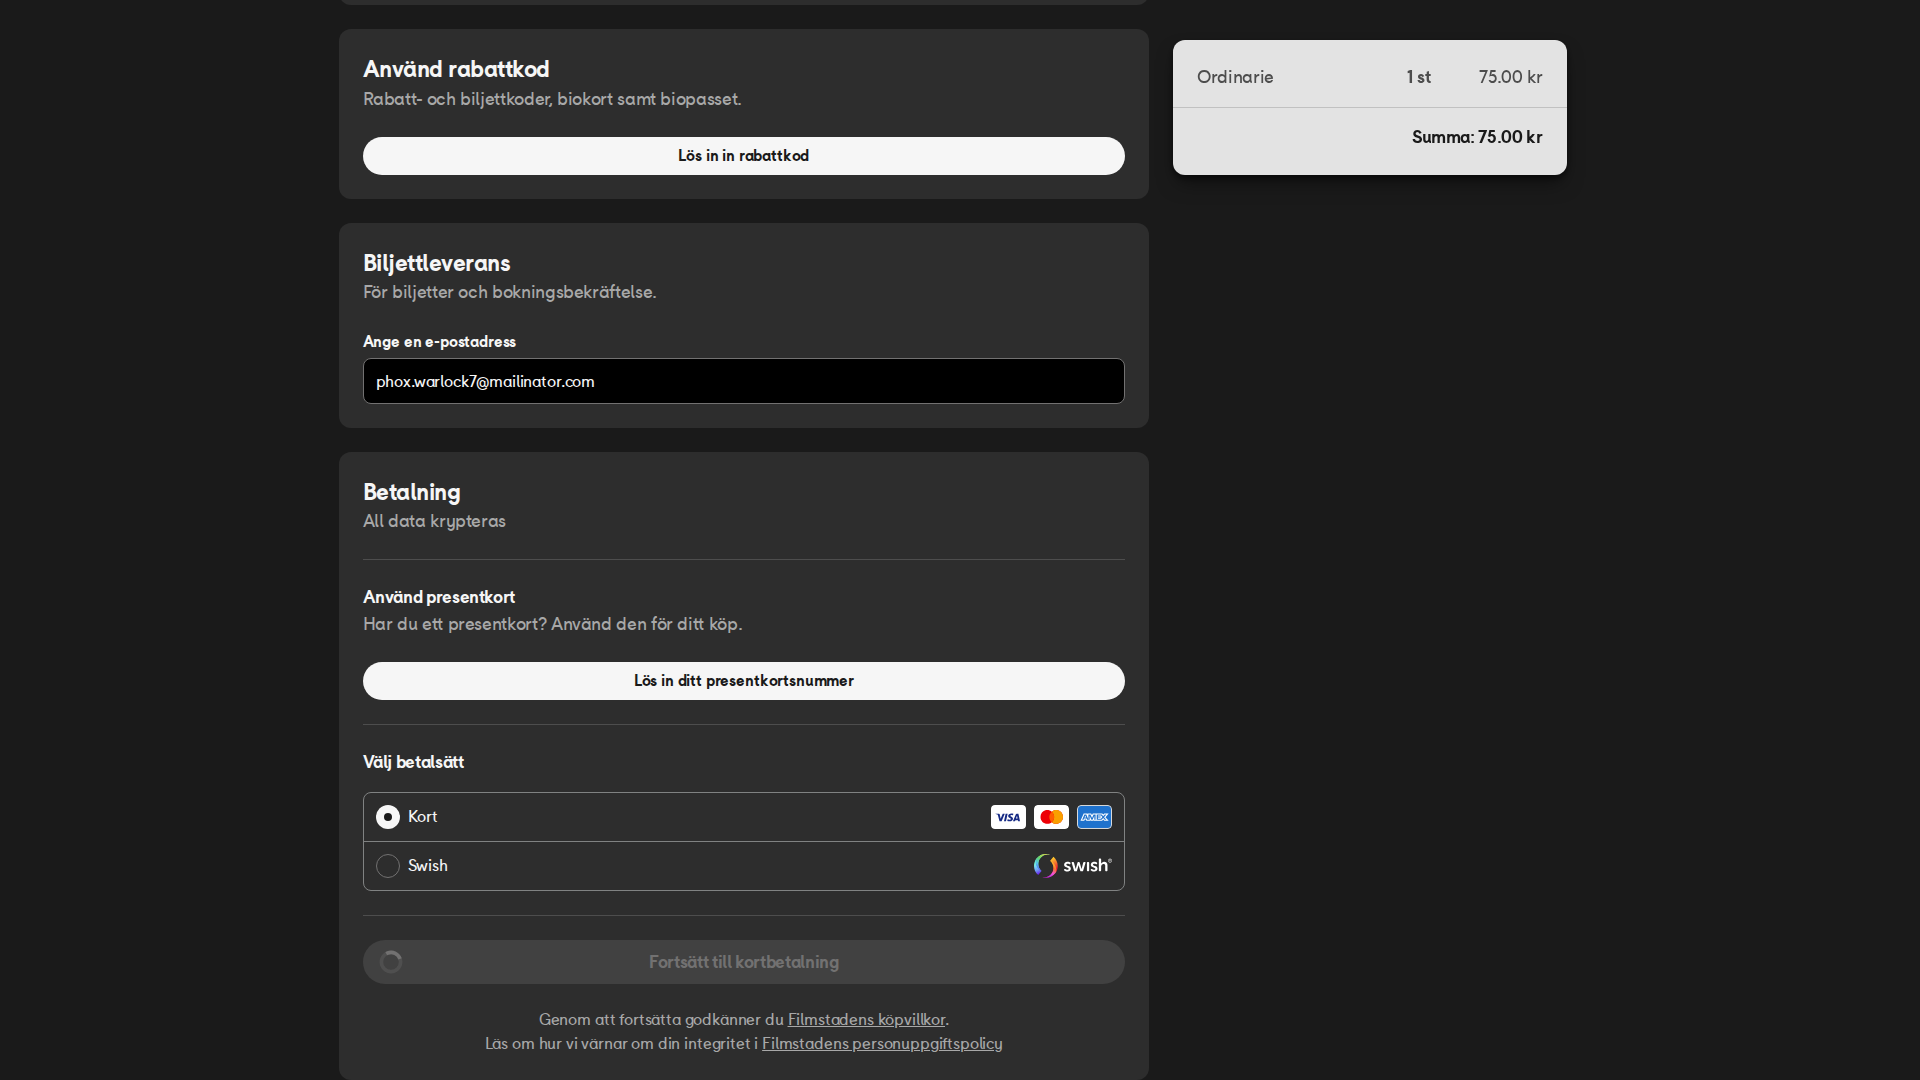 Använd rabattkod
Rabatt- och biljettkoder, biokort samt biopasset.
Lös in in rabattkod
Ordinarie 1 st 75.00 kr
Summa: 75.00 kr
Biljettleverans
För biljetter och bokningsbekräftelse.
Ange en e-postadress
phox.warlock7@mailinator.com
Betalning
All data krypteras
Använd presentkort
Har du ett presentkort? Använd den för ditt köp.
Lös in ditt presentkortsnummer
Välj betalsätt
Kort VISA AMEX
Swish swish®
Fortsätt till kortbetalning
Genom att fortsätta godkänner du Filmstadens köpvillkor.
Läs om hur vi värnar om din integritet i Filmstadens personuppgiftspolicy